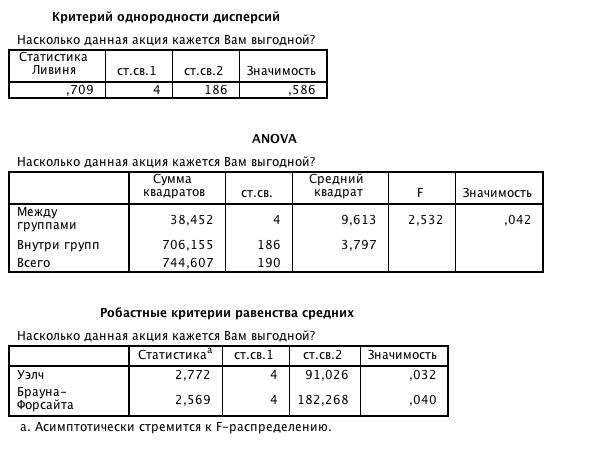 Критерий однородности дисперсий
Насколько данная акция кажется Вам выгодной?
Статистика
Ливиня ст.св.1 ст.св.2 Значимость
,709 4 186 ,586
ANOVA
Насколько данная акция кажется Вам выгодной?
Сумма Средний
квадратов ст.св. квадрат F Значимость
Между
группами 38,452 4 9,613 2,532 ,042
Внутри групп 706,155 186 3,797
Всего 744,607 190
Робастные критерии равенства средних
Насколько данная акция кажется Вам выгодной?
Статистикаa ст.св.1 ст.св.2 Значимость
Уэлч 2,772 4 91,026 ,032
Брауна-
Форсайта 2,569 4 182,268 ,040
a. Асимптотически стремится к F-распределению.